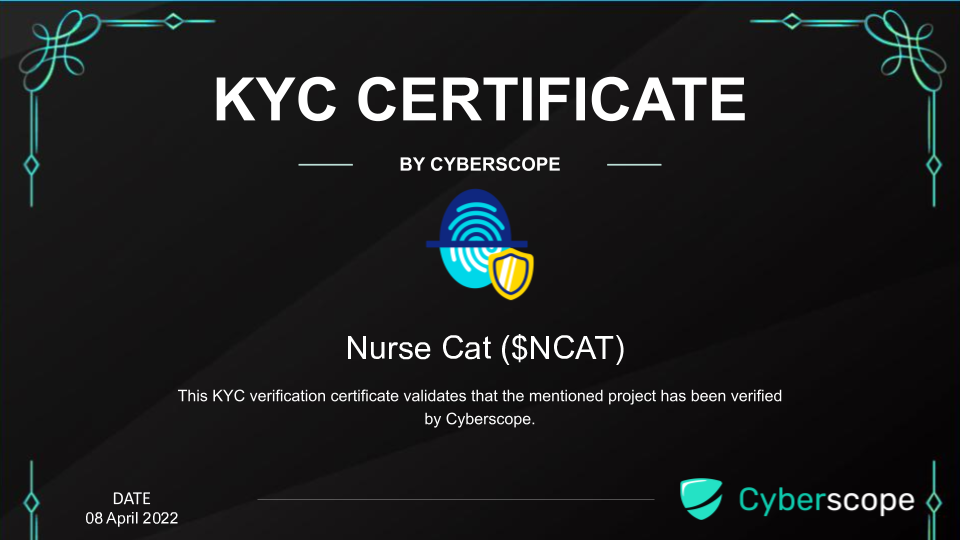 KYC CERTIFICATE
BY CYBERSCOPE
Nurse Cat ($NCAT)
This KYC verification certificate validates that the mentioned project has been verified
by Cyberscope.
DATE
08 April 2022
Cyberscope